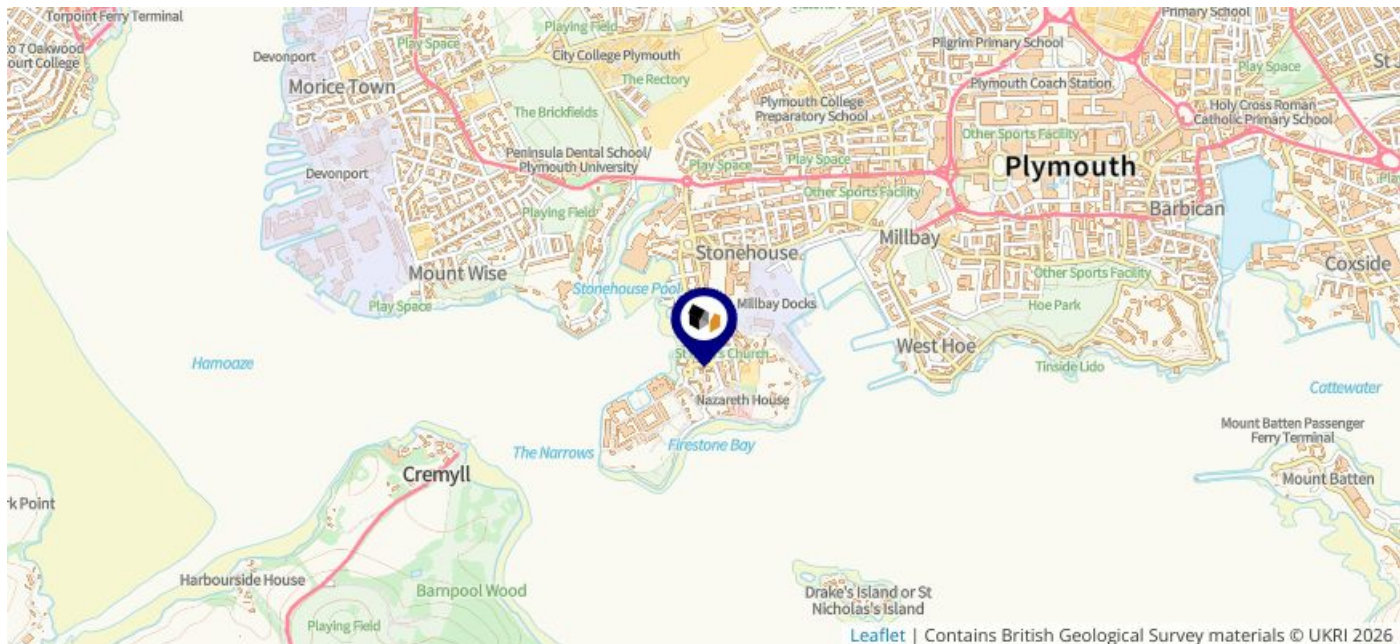 Torpoint Ferry Terminal
to 7 Oakwood
ourt College
Devonport
Play Space
Playing Field
City College Plymouth
The Rectory
Morice Town
The Brickfields
Plymouth College
Preparatory School
Pilgrim Primary School
Primary School
Plymouth Coach Station
Play Space
St
Holy Cross Roman
Catholic Primary School
Other Sports Facility
Devonport
Peninsula Dental School/
Plymouth University
Play Space
Play Space
Plymouth
Other Sports Facility
Playing Field
Barbican
Stonehouse
Millbay
Mount Wise
Other Sports Facility
Coxside
Stonehouse Pool
Play Space
Millbay Docks
Hoe Park
West Hoe
Church
Hamoaze
Tinside Lido
Cattewater
Nazareth House
Mount Batten Passenger
Ferry Terminal
The Narrows
Firestone Bay
Cremyll
Mount Batten
rk Point
Harbourside House
Barnpool Wood
Drake's Island or St
Nicholas's Island
Playing Field
Leaflet | Contains British Geological Survey materials © UKRI 2026